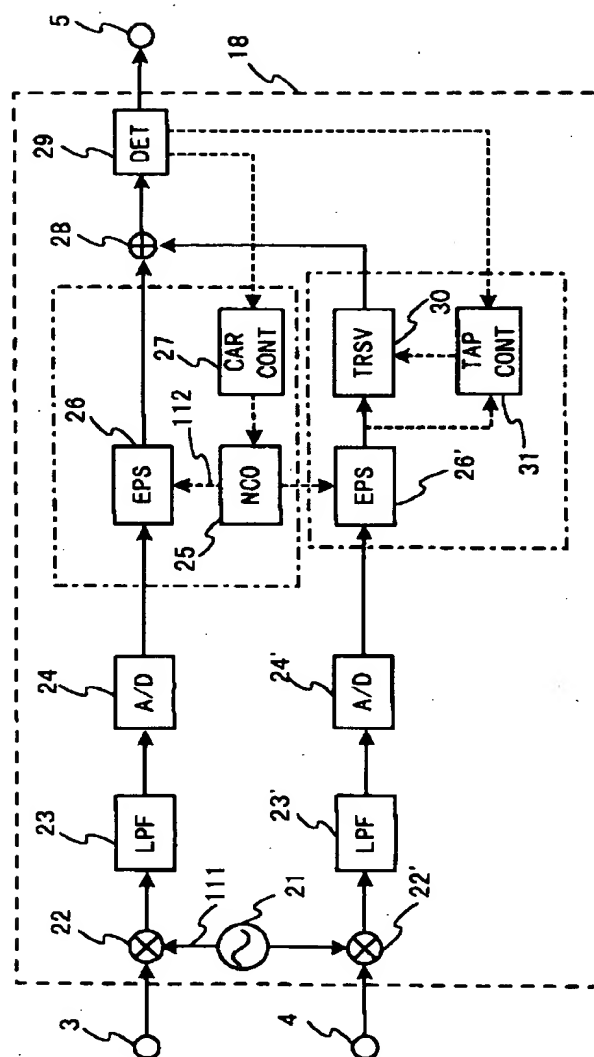 18
3
22
23
LPF
24
A/D
26
EPS
28
29
DET
5
111
21
112
NCO
25
27
CAR
CONT
4
22'
23'
LPF
24'
A/D
EPS
26'
TRSV
30
TAP
CONT
31